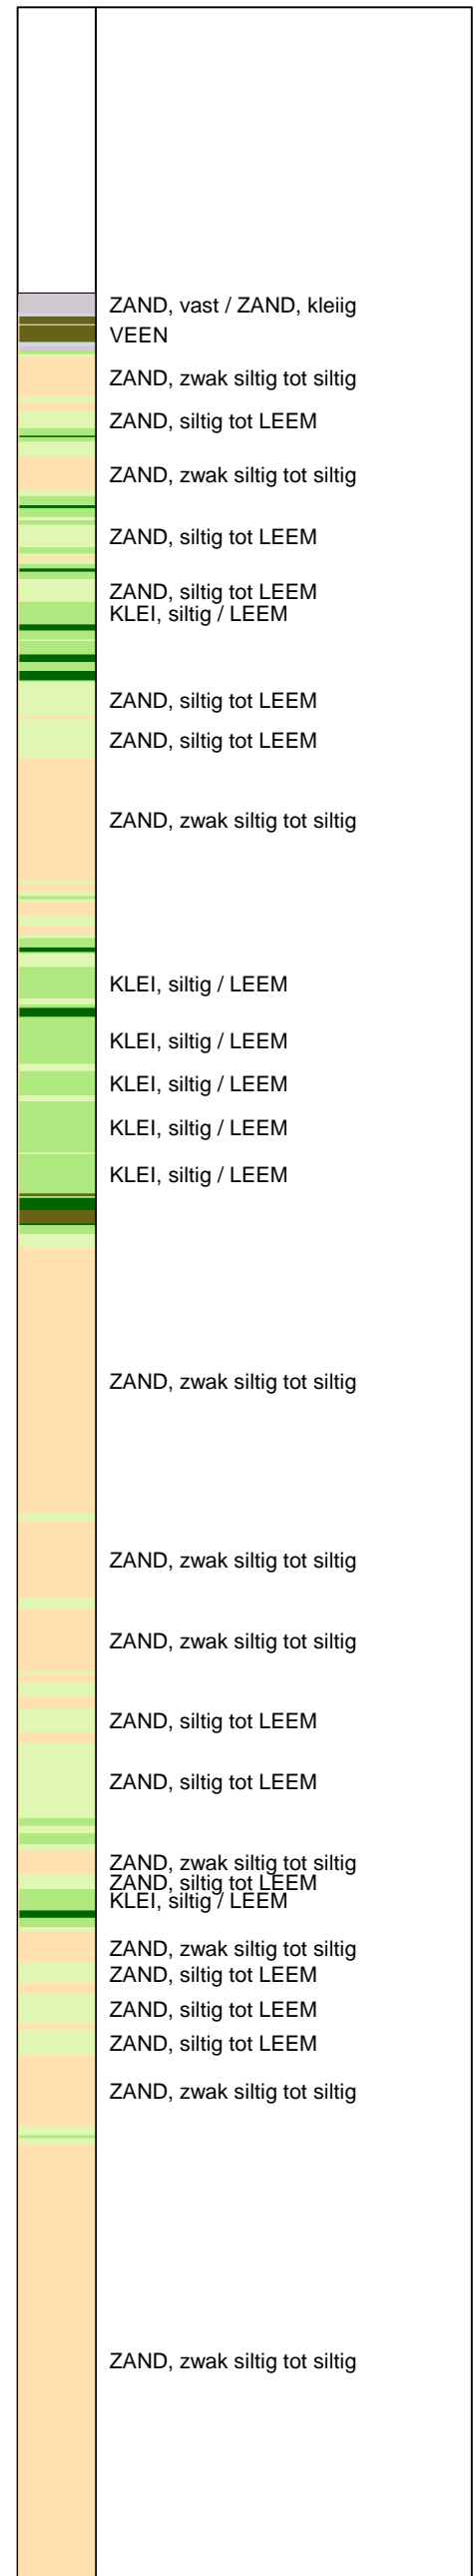 ZAND, vast / ZAND, kleiig
VEEN
ZAND, zwak siltig tot siltig
ZAND, siltig tot LEEM
ZAND, zwak siltig tot siltig
ZAND, siltig tot LEEM
ZAND, siltig tot LEEM
KLEI, siltig / LEEM
ZAND, siltig tot LEEM
ZAND, siltig tot LEEM
ZAND, zwak siltig tot siltig
KLEI, siltig / LEEM
KLEI, siltig / LEEM
KLEI, siltig / LEEM
KLEI, siltig / LEEM
KLEI, siltig / LEEM
ZAND, zwak siltig tot siltig
ZAND, zwak siltig tot siltig
ZAND, zwak siltig tot siltig
ZAND, siltig tot LEEM
ZAND, siltig tot LEEM
ZAND, zwak siltig tot siltig
ZAND, siltig tot LEEM
KLEI, siltig / LEEM
ZAND, zwak siltig tot siltig
ZAND, siltig tot LEEM
ZAND, siltig tot LEEM
ZAND, siltig tot LEEM
ZAND, zwak siltig tot siltig
ZAND, zwak siltig tot siltig